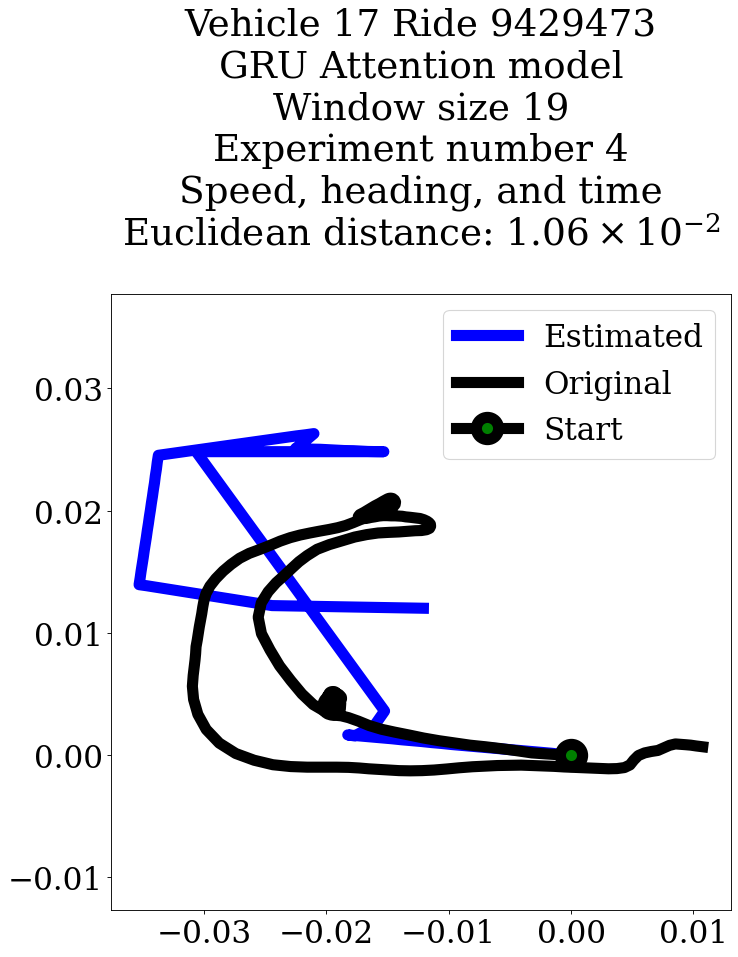 Vehicle 17 Ride 9429473
GRU Attention model
Window size 19
Experiment number 4
Speed, heading, and time
Euclidean distance: 1.06 × 10⁻²
Estimated
Original
Start
0.03
0.02
0.01
0.00
−0.01
−0.03 −0.02 −0.01 0.00 0.01